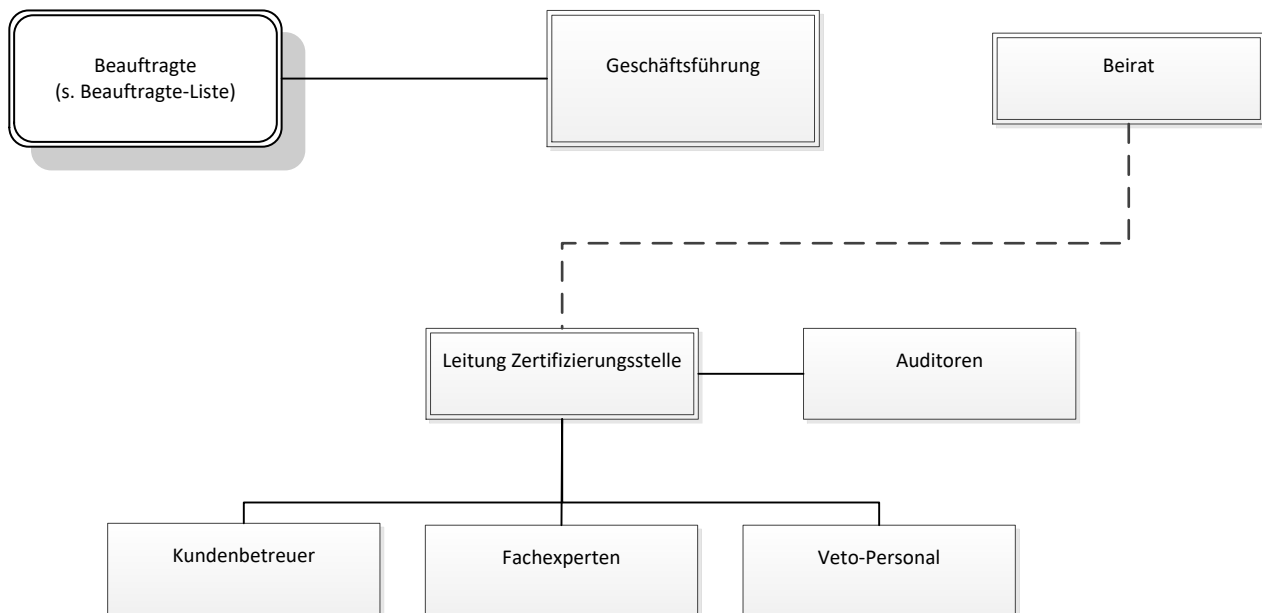 Beauftragte
(s. Beauftragte-Liste)
Geschäftsführung
Beirat
Leitung Zertifizierungsstelle
Auditoren
Kundenbetreuer
Fachexperten
Veto-Personal